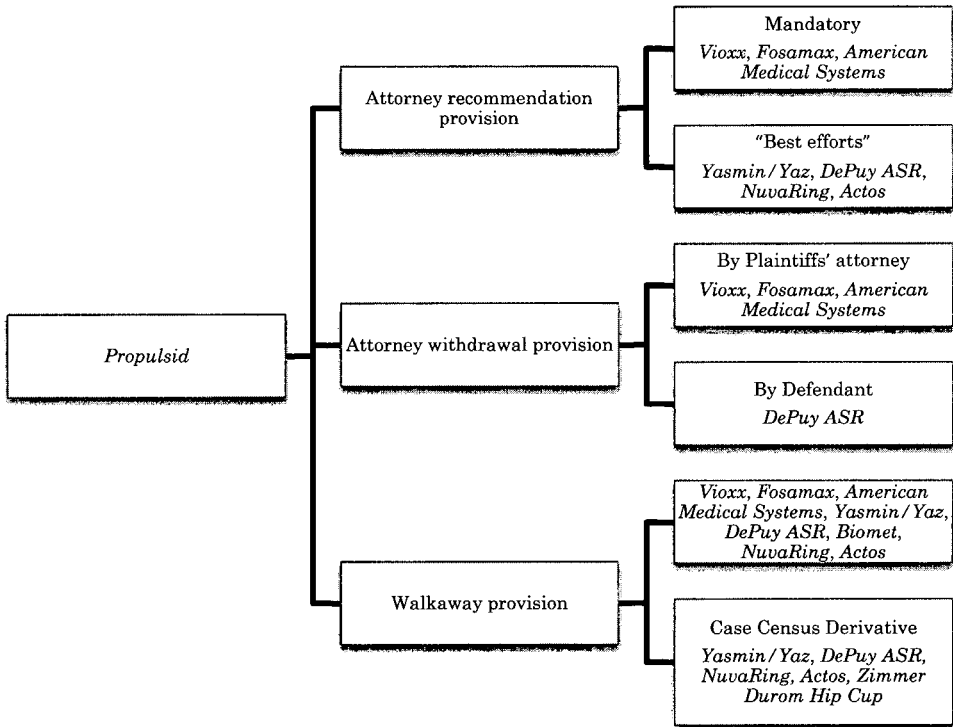 Propulsid
Attorney recommendation
provision
Mandatory
Vioxx, Fosamax, American
Medical Systems
“Best efforts”
Yasmin/Yaz, DePuy ASR,
NuvaRing, Actos
Attorney withdrawal provision
By Plaintiffs’ attorney
Vioxx, Fosamax, American
Medical Systems
By Defendant
DePuy ASR
Walkaway provision
Vioxx, Fosamax, American
Medical Systems, Yasmin/Yaz,
DePuy ASR, Biomet,
NuvaRing, Actos
Case Census Derivative
Yasmin/Yaz, DePuy ASR,
NuvaRing, Actos, Zimmer
Durom Hip Cup